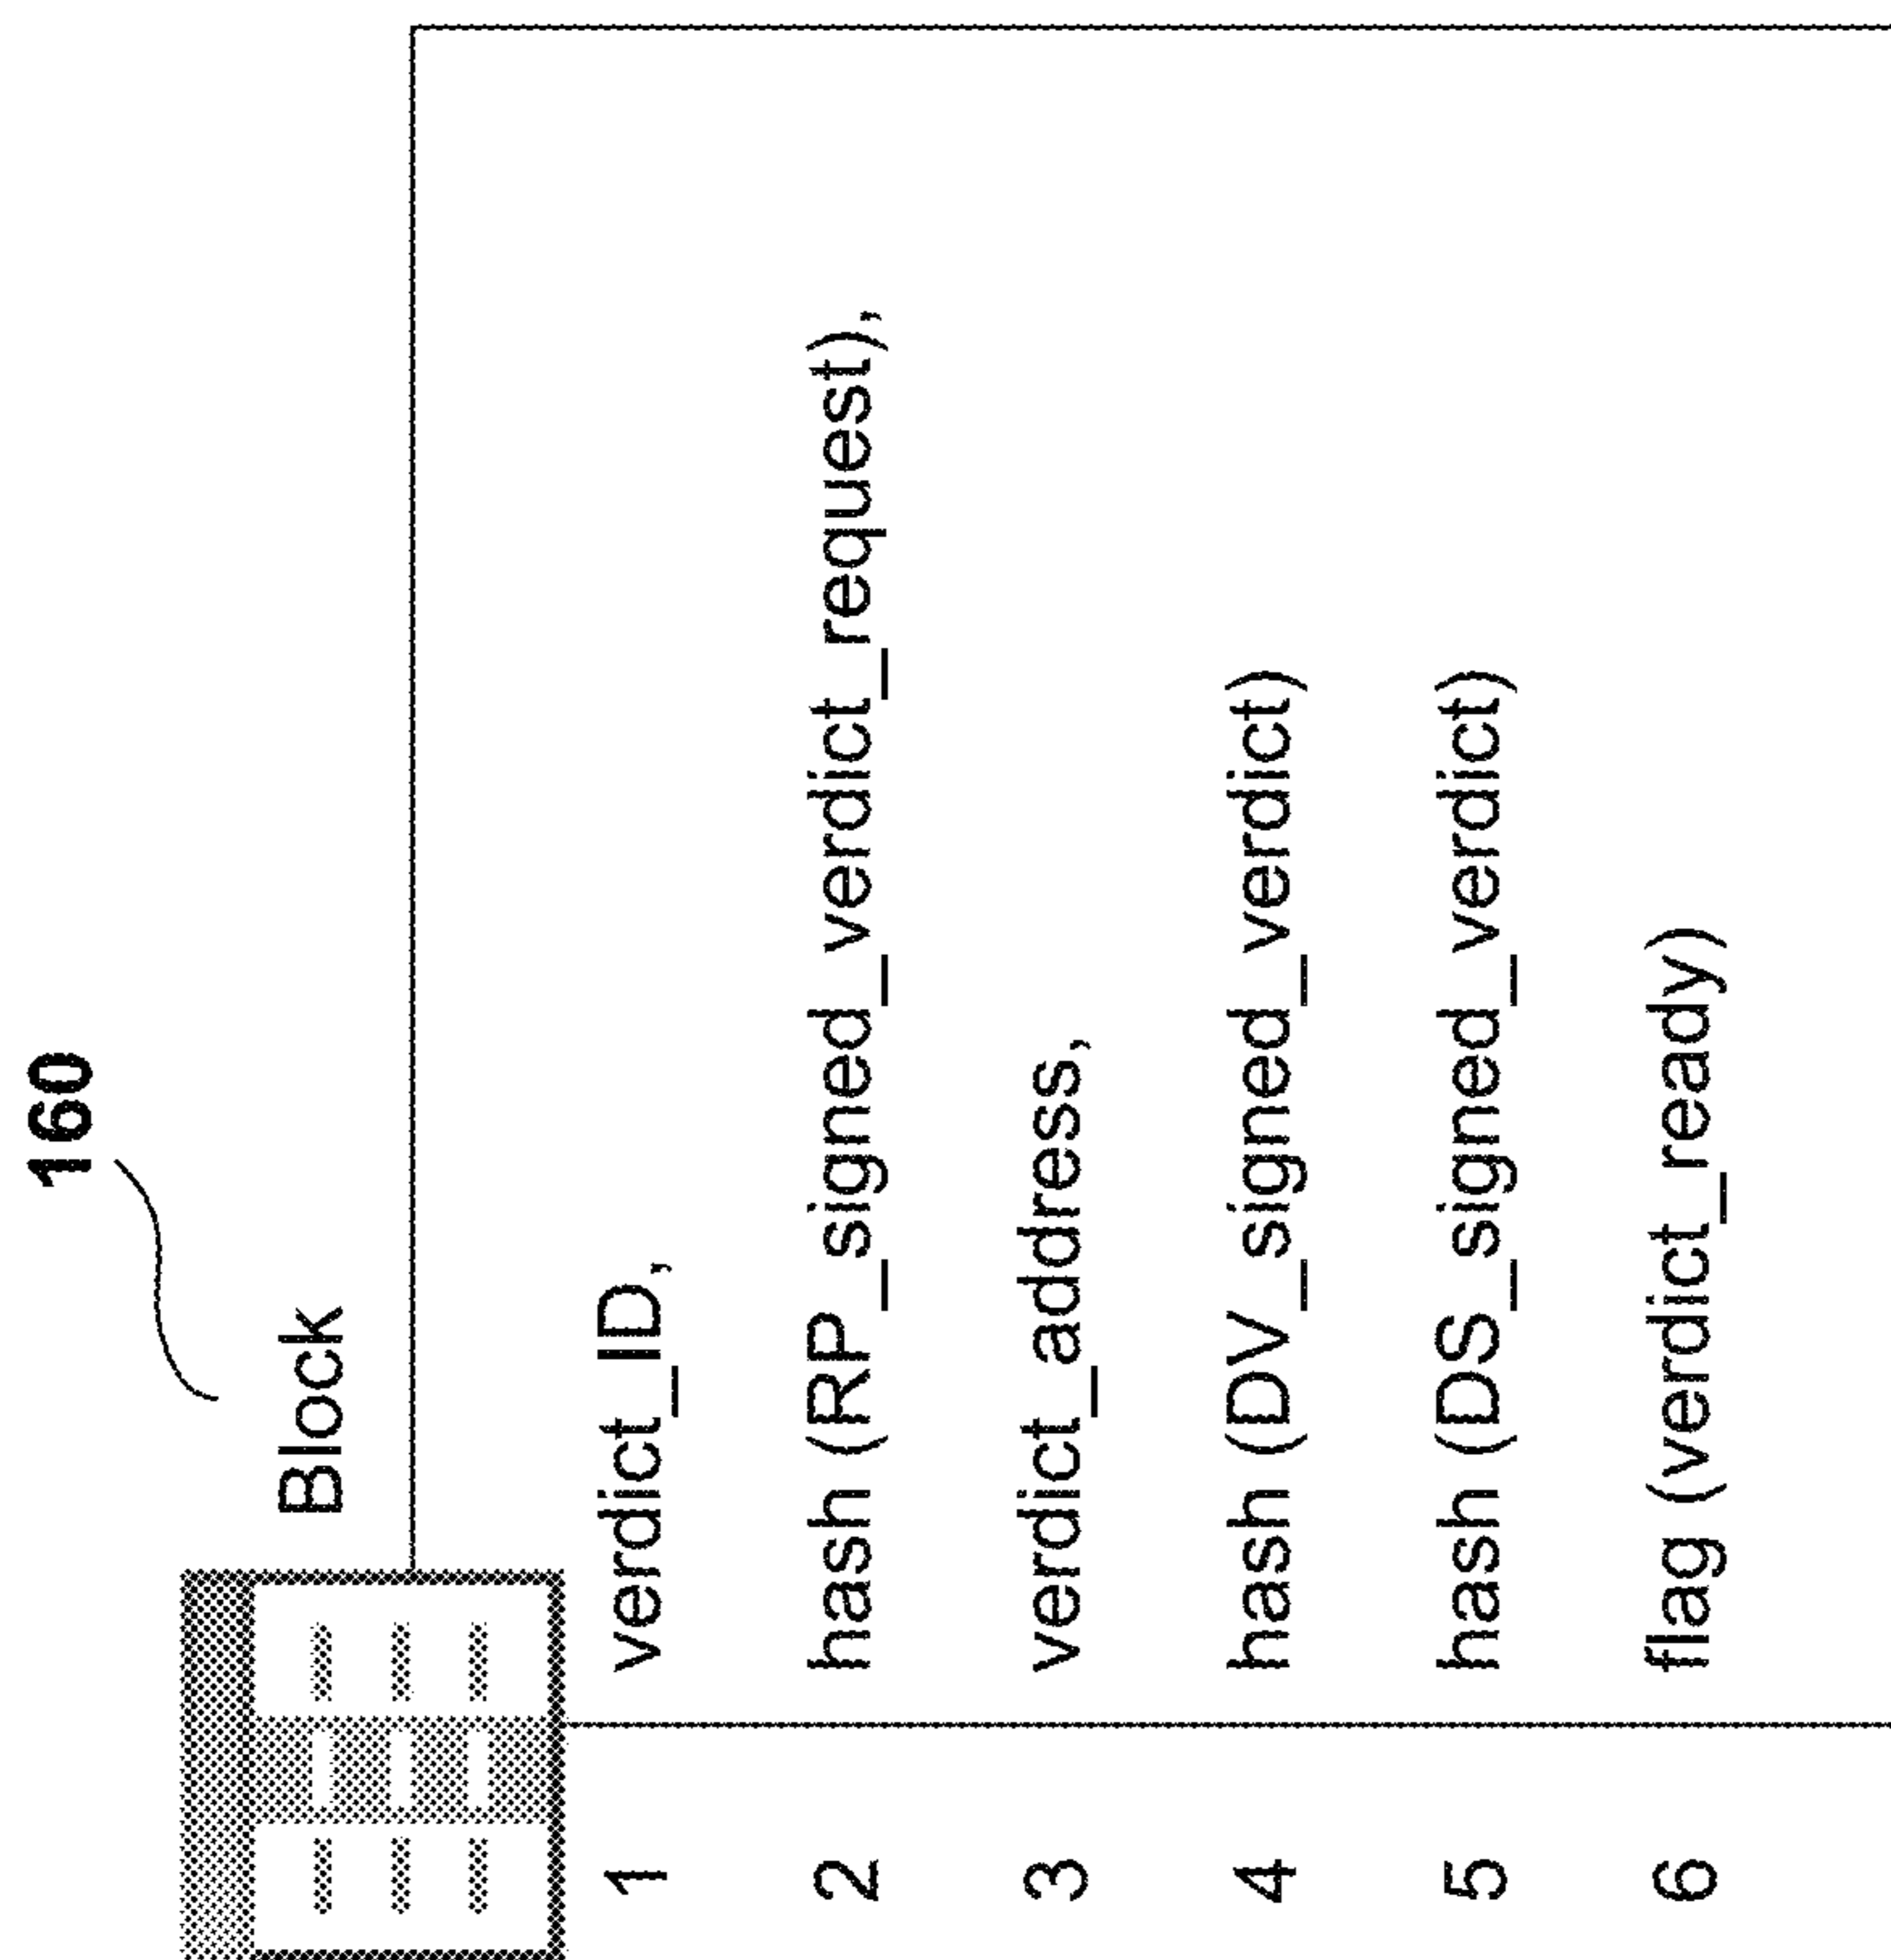 160
Block
1 verdict_ID,
2 hash (RP_signed_verdict_request),
3 verdict_address,
4 hash (DV_signed_verdict)
5 hash (DS_signed_verdict)
6 flag (verdict_ready)